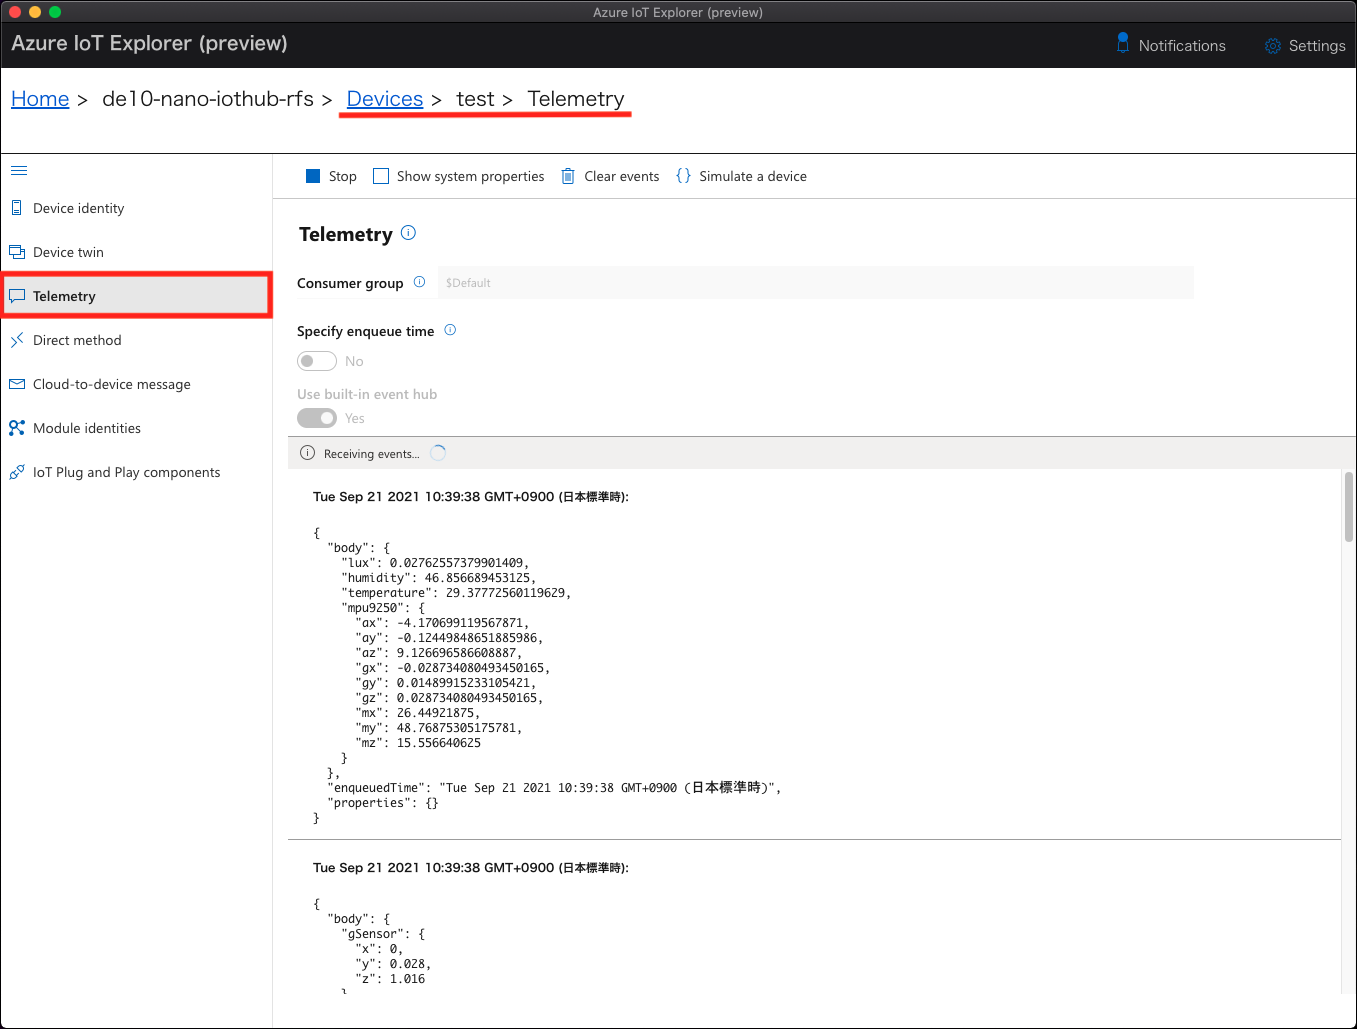 Azure IoT Explorer (preview)
Azure IoT Explorer (preview)
Notifications
Settings
Home > de10-nano-iothub-rfs > Devices > test > Telemetry
Device identity
Device twin
Telemetry
Direct method
Cloud-to-device message
Module identities
IoT Plug and Play components
Stop
Show system properties
Clear events
{} Simulate a device
Telemetry
Consumer group
$Default
Specify enqueue time
No
Use built-in event hub
Yes
Receiving events...
Tue Sep 21 2021 10:39:38 GMT+0900 (日本標準時):
{
"body": {
"lux": 0.02762557379901409,
"humidity": 46.856689453125,
"temperature": 29.37772560119629,
"mpu9250": {
"ax": -4.170699119567871,
"ay": -0.12449848651885986,
"az": 9.126696586608887,
"gx": -0.028734080493450165,
"gy": 0.01489915233105421,
"gz": 0.028734080493450165,
"mx": 26.44921875,
"my": 48.76875305175781,
"mz": 15.556640625
}
},
"enqueuedTime": "Tue Sep 21 2021 10:39:38 GMT+0900 (日本標準時)",
"properties": {}
}
Tue Sep 21 2021 10:39:38 GMT+0900 (日本標準時):
{
"body": {
"gSensor": {
"x": 0,
"y": 0.028,
"z": 1.016
}